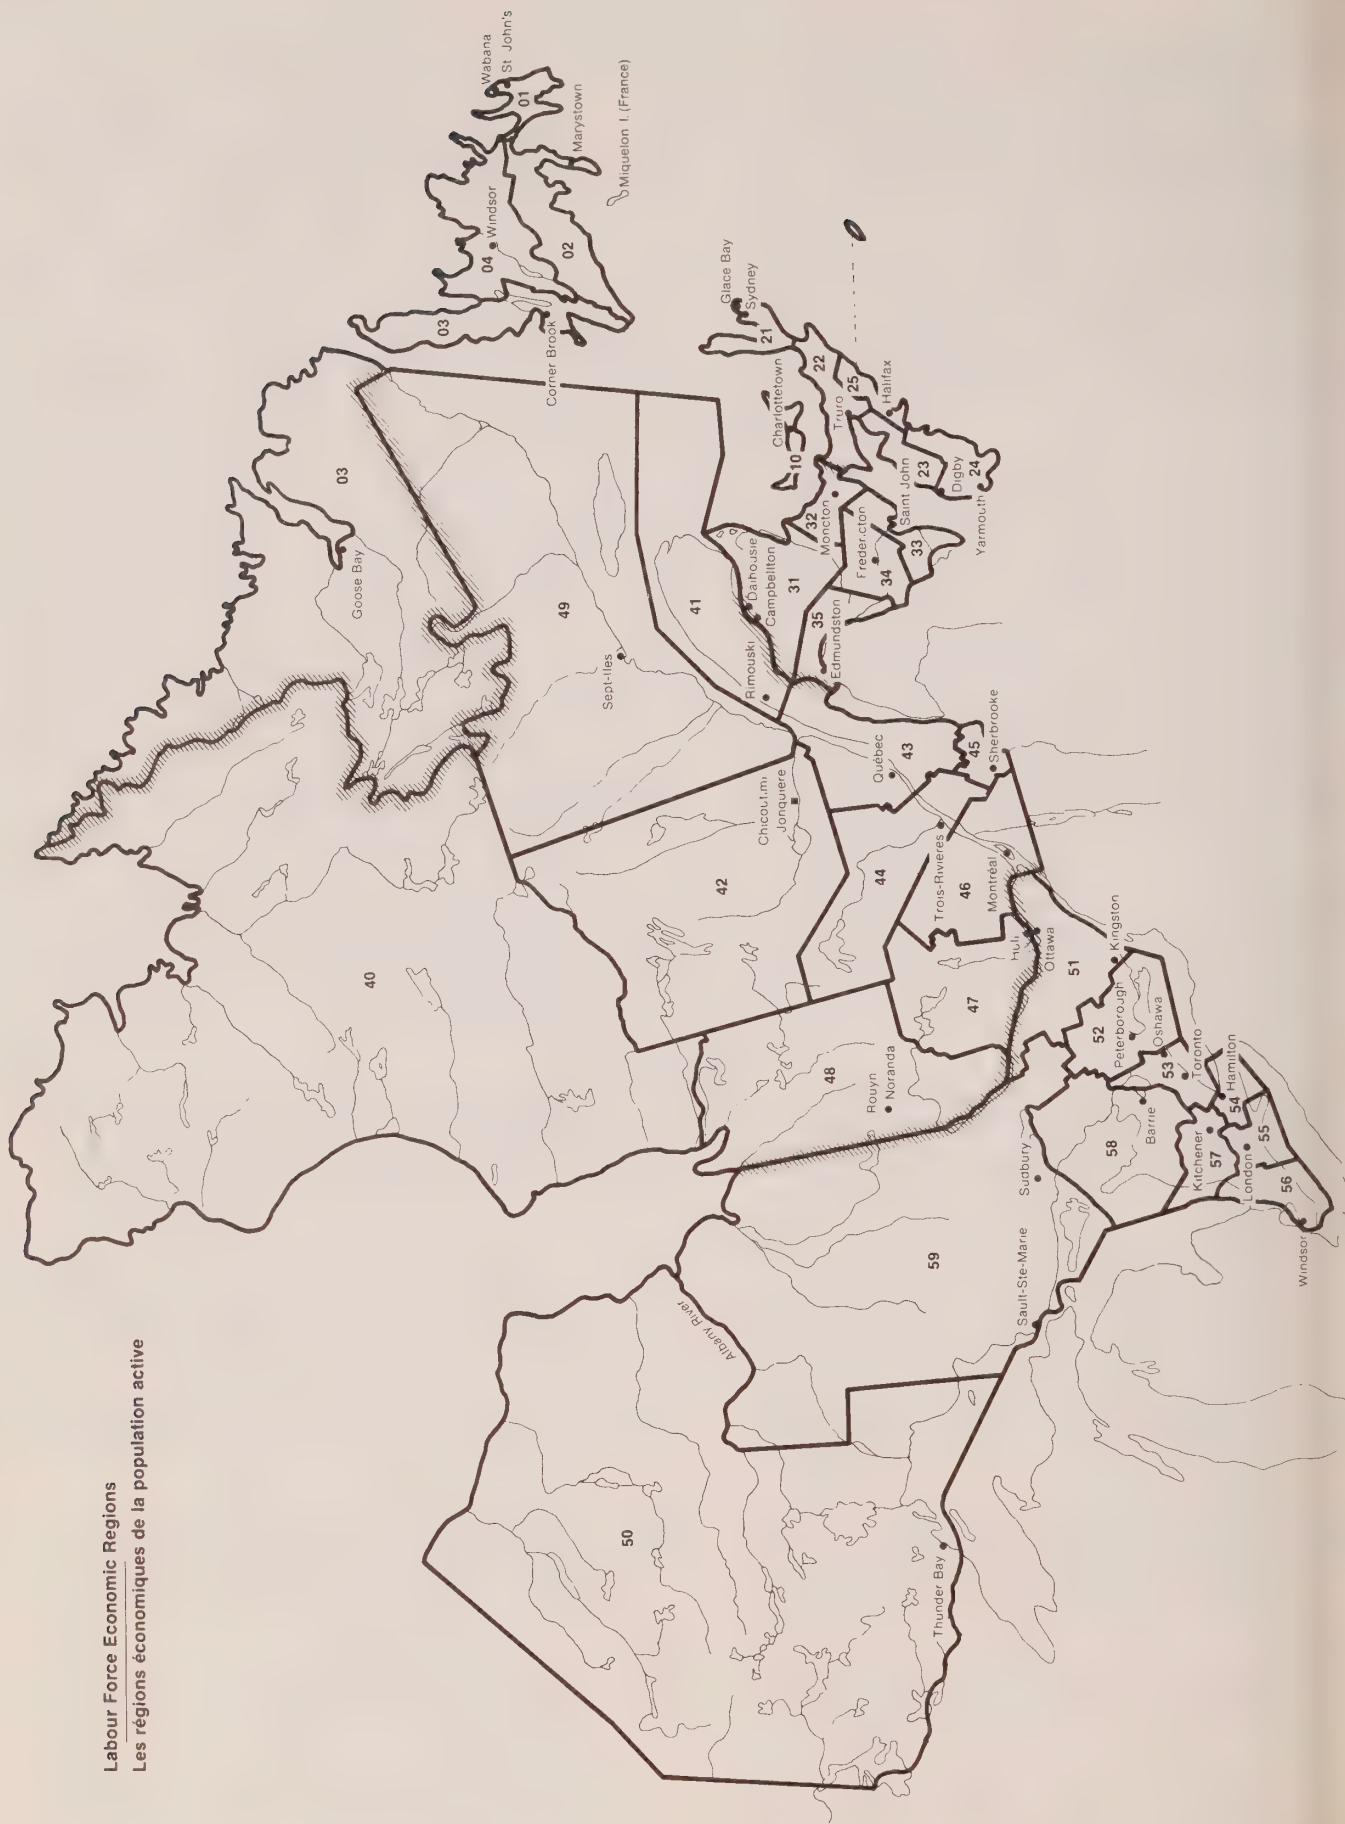 Labour Force Economic Regions
Les régions économiques de la population active
Wabana
St John's
01
Marystown
Miquelon I. (France)
Windsor
04
02
03
Corner Brook
03
Goose Bay
Glace Bay
Sydney
21
22
Charlottetown
10
Truro
25
Halifax
Saint John
23
Digby
24
Yarmouth
32
Moncton
Fredericton
34
33
31
Dalhousie
Campbellton
35
Edmundston
41
Rimouski
49
Sept-Iles
40
42
Chicoutimi
Jonquiere
Québec
43
45
Sherbrooke
44
Trois-Rivieres
46
Montréal
Hull
Ottawa
47
48
Rouyn
Noranda
51
Kingston
52
Peterborough
Oshawa
53
Toronto
54
Hamilton
55
56
57
Kitchener
London
Windsor
58
Barrie
Sudbury
59
Sault-Ste-Marie
Albany River
50
Thunder Bay